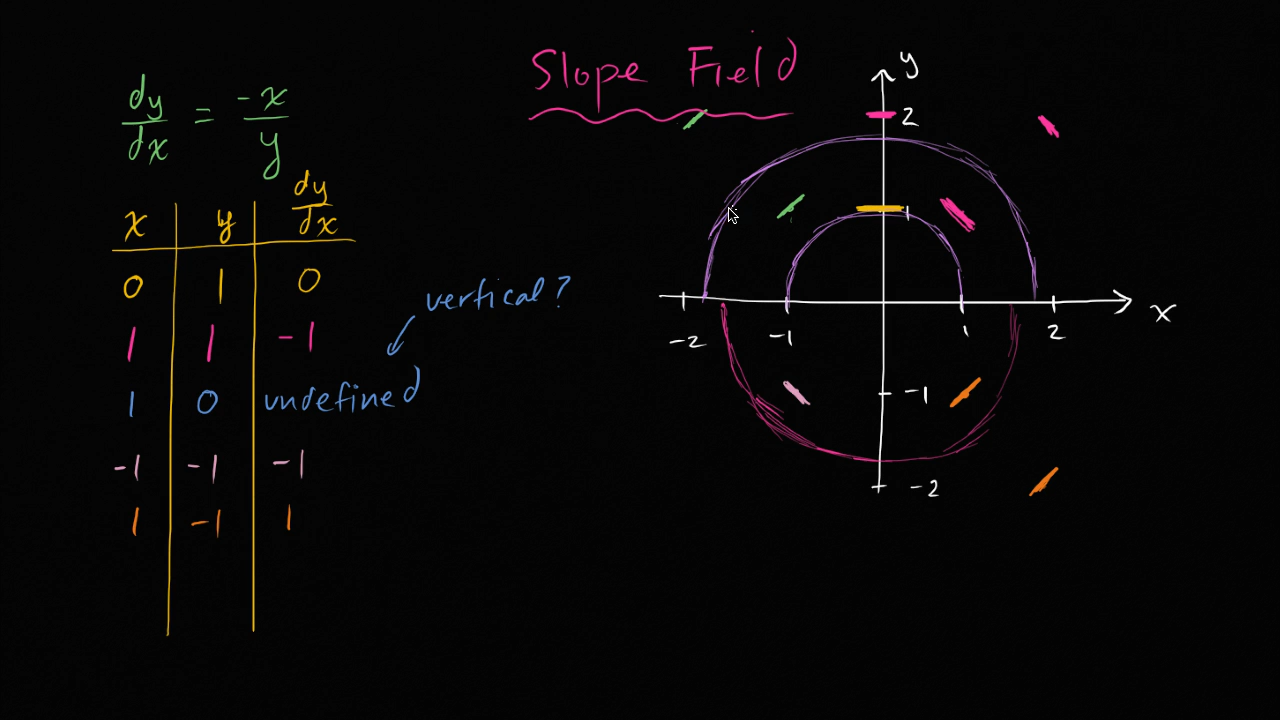 Slope Field
dy/dx = -x/y
x y dy/dx
0 1 0
1 1 -1
1 0 undefined
vertical?
-1 -1 -1
1 -1 1
y
2
1
-2 -1 1 2 x
-1
-2